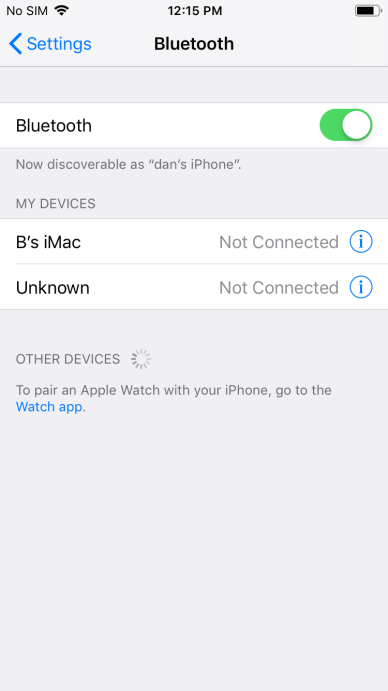 No SIM 12:15 PM
Settings Bluetooth
Bluetooth
Now discoverable as “dan’s iPhone”.
MY DEVICES
B’s iMac Not Connected
Unknown Not Connected
OTHER DEVICES
To pair an Apple Watch with your iPhone, go to the
Watch app.